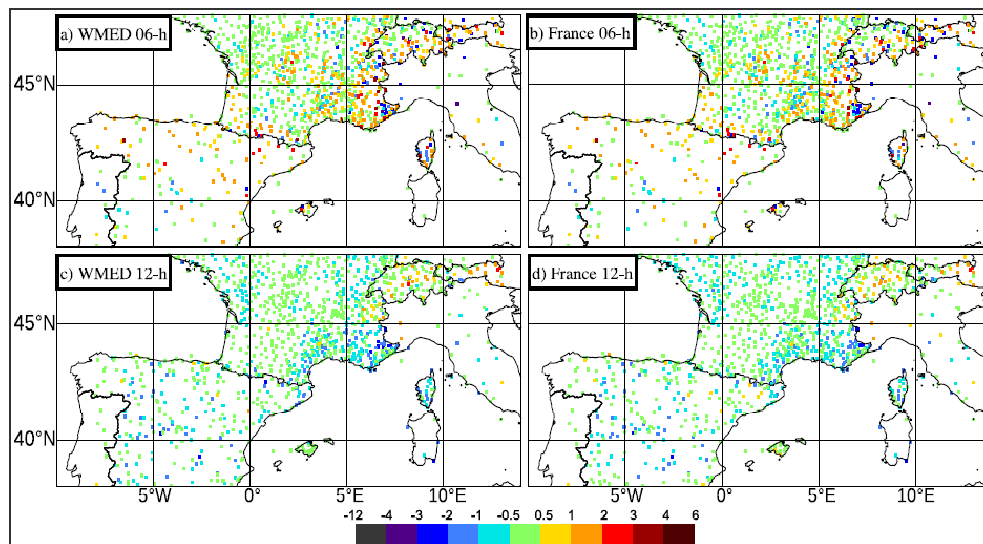 a) WMED 06-h
b) France 06-h
45°N
40°N
c) WMED 12-h
d) France 12-h
45°N
40°N
5°W 0° 5°E 10°E 5°W 0° 5°E 10°E
-12 -4 -3 -2 -1 -0.5 0.5 1 2 3 4 6